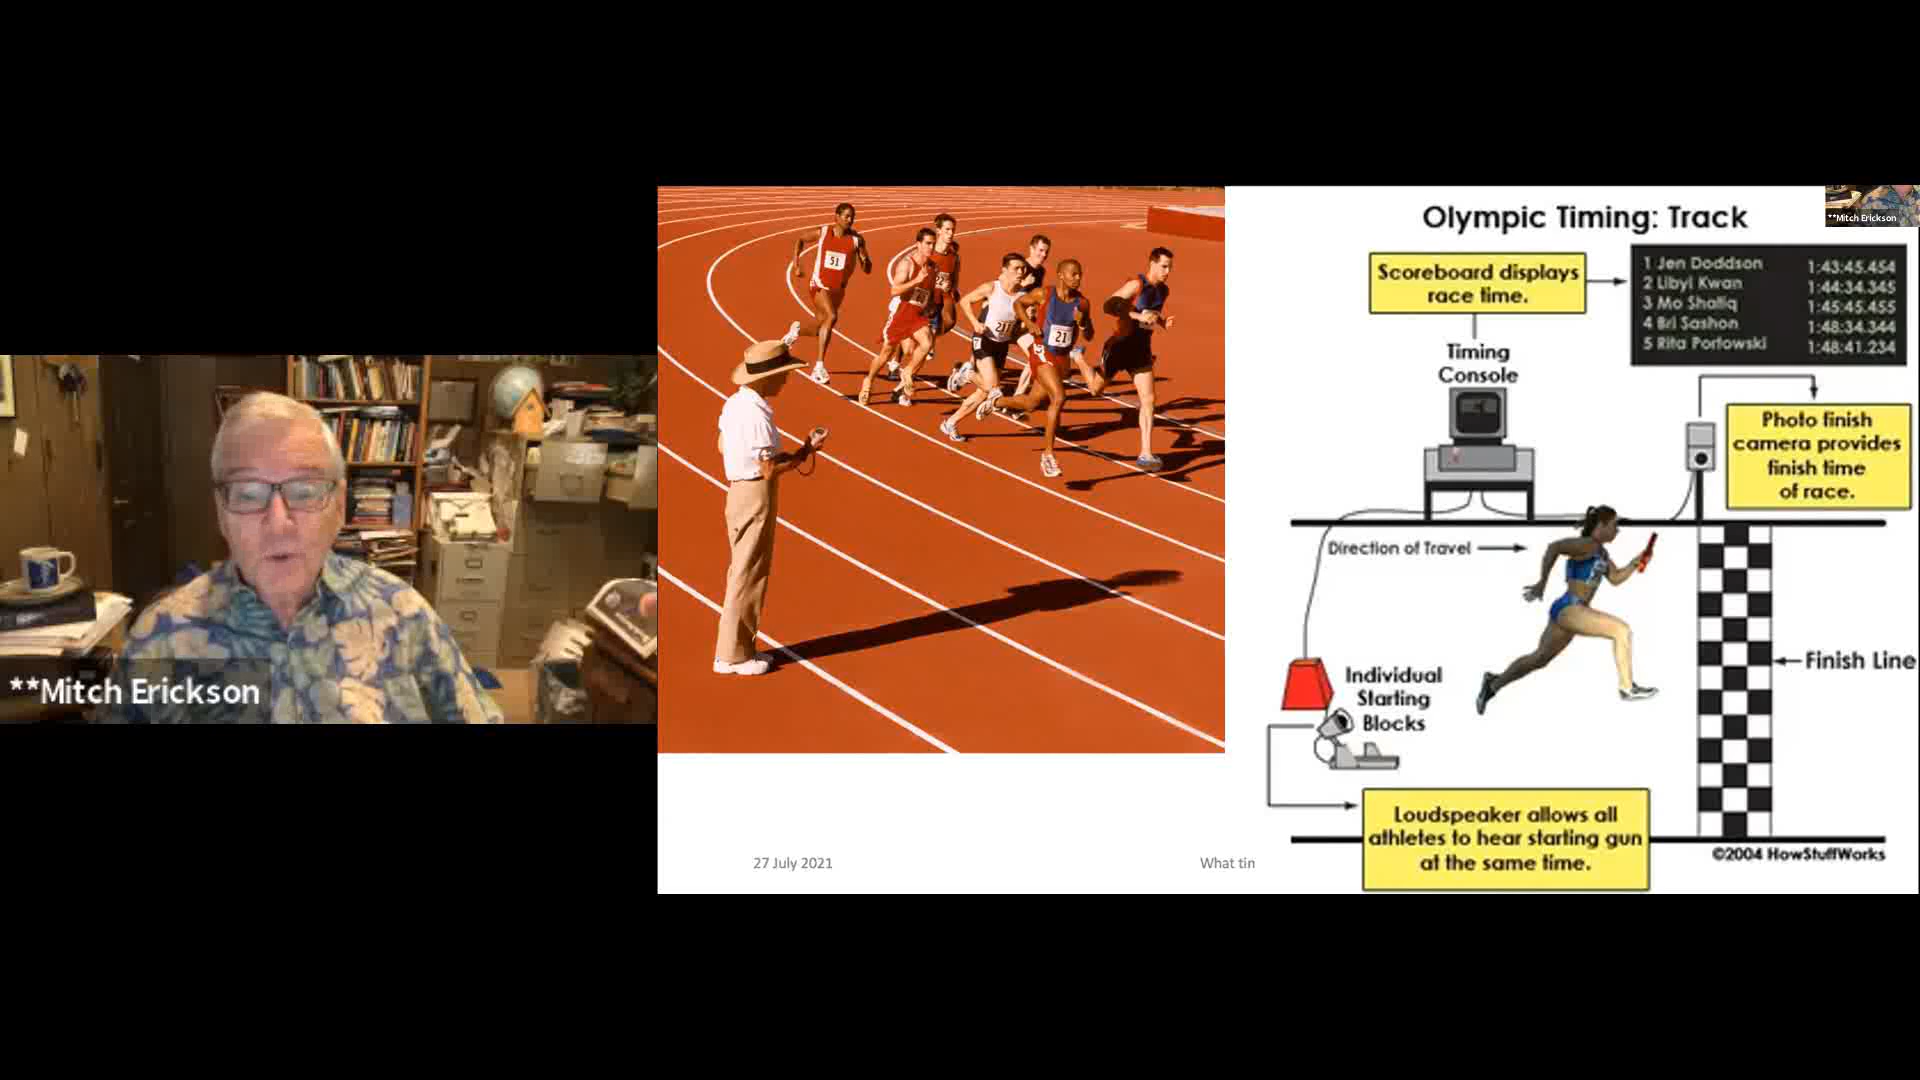 **Mitch Erickson
51
211
21
27 July 2021
What tin
Olympic Timing: Track
**Mitch Erickson
Scoreboard displays
race time.
1 Jen Doddson 1:43:45.454
2 Libyl Kwan 1:44:34.345
3 Mo Shafiq 1:45:45.455
4 Bri Sashon 1:48:34.344
5 Rita Portowski 1:48:41.234
Timing
Console
Photo finish
camera provides
finish time
of race.
Direction of Travel
Finish Line
Individual
Starting
Blocks
Loudspeaker allows all
athletes to hear starting gun
at the same time.
©2004 HowStuffWorks